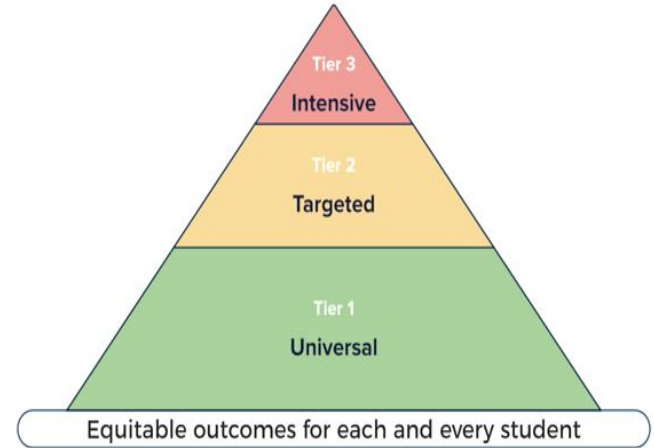 Tier 3
Intensive
Tier 2
Targeted
Tier 1
Universal
Equitable outcomes for each and every student